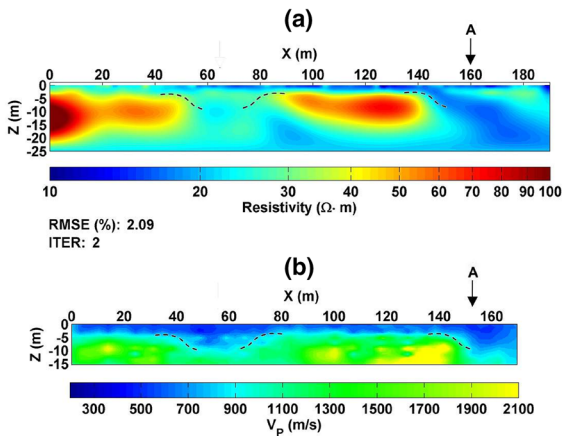 (a)
A
X (m)
0 20 40 60 80 100 120 140 160 180
Z (m)
0
-5
-10
-15
-20
-25
10 20 30 40 50 60 70 80 90 100
Resistivity (Ω· m)
RMSE (%): 2.09
ITER: 2
(b)
A
X (m)
0 20 40 60 80 100 120 140 160
Z (m)
0
-5
-10
-15
300 500 700 900 1100 1300 1500 1700 1900 2100
VP (m/s)